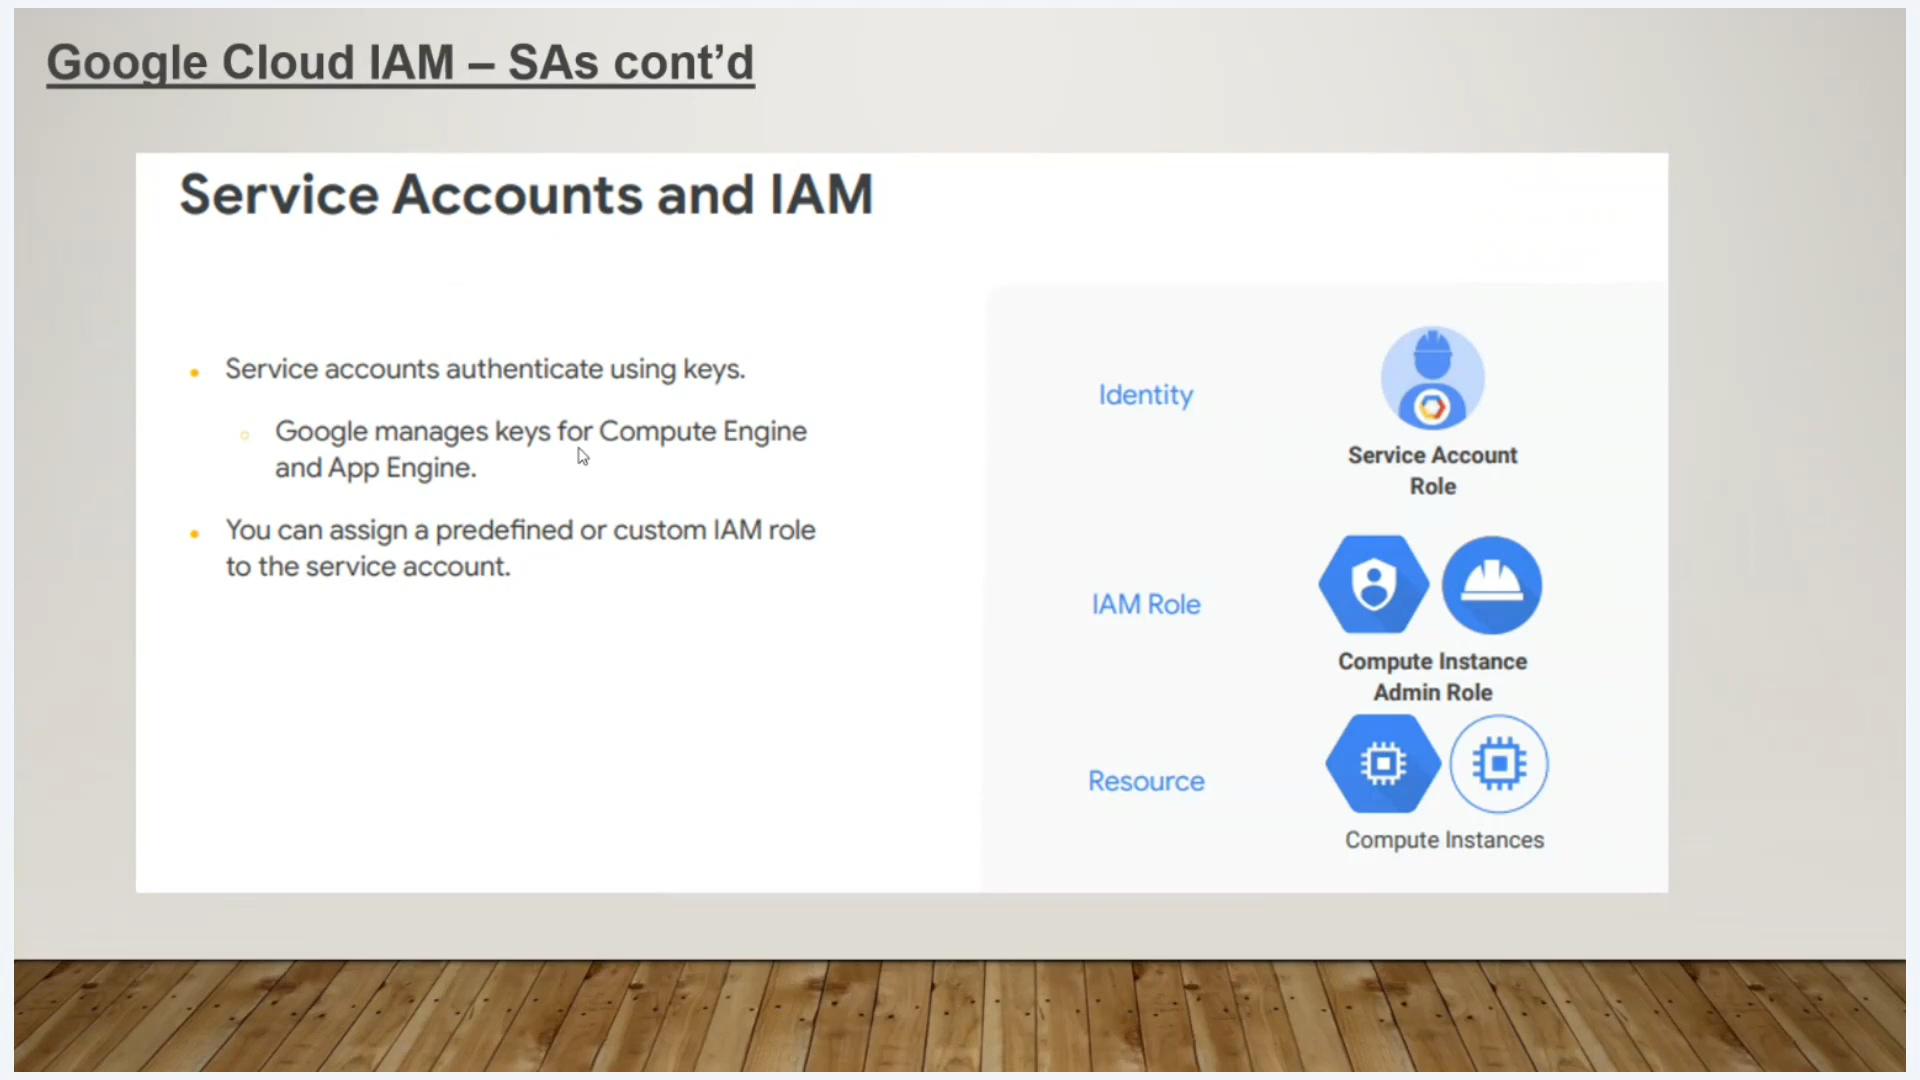 Google Cloud IAM – SAs cont’d
Service Accounts and IAM
Service accounts authenticate using keys.
Google manages keys for Compute Engine
and App Engine.
You can assign a predefined or custom IAM role
to the service account.
Identity
Service Account
Role
IAM Role
Compute Instance
Admin Role
Resource
Compute Instances